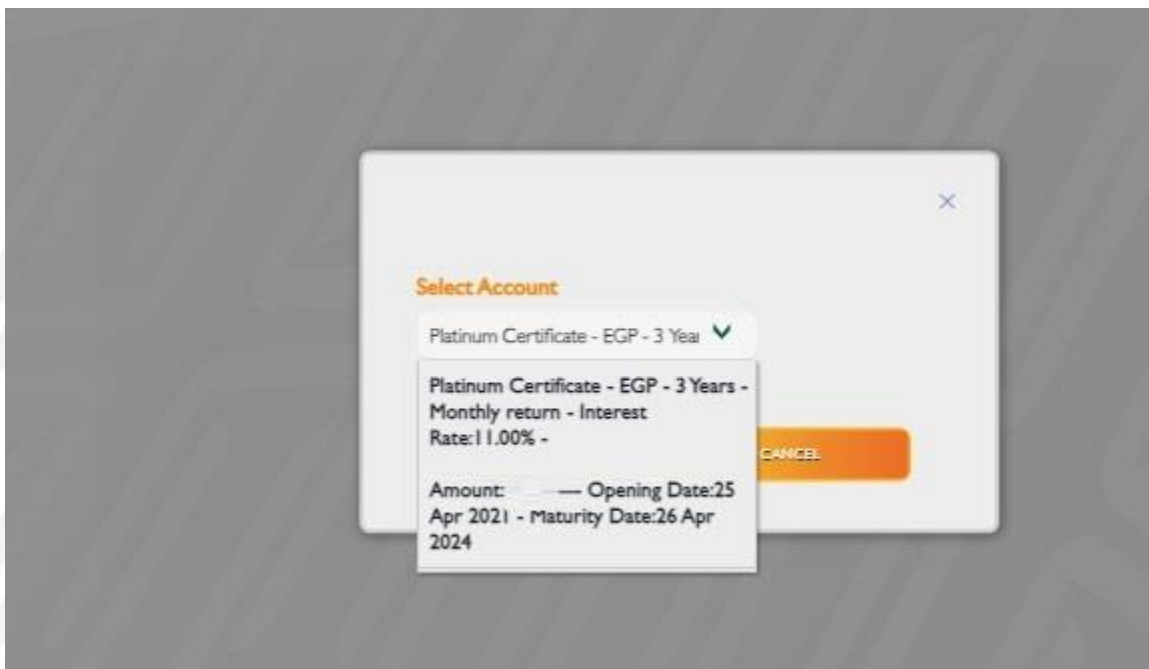 Select Account
Platinum Certificate - EGP - 3 Year
Platinum Certificate - EGP - 3 Years -
Monthly return - Interest
Rate:11.00% -
CANCEL
Amount: — Opening Date:25
Apr 2021 - Maturity Date:26 Apr
2024